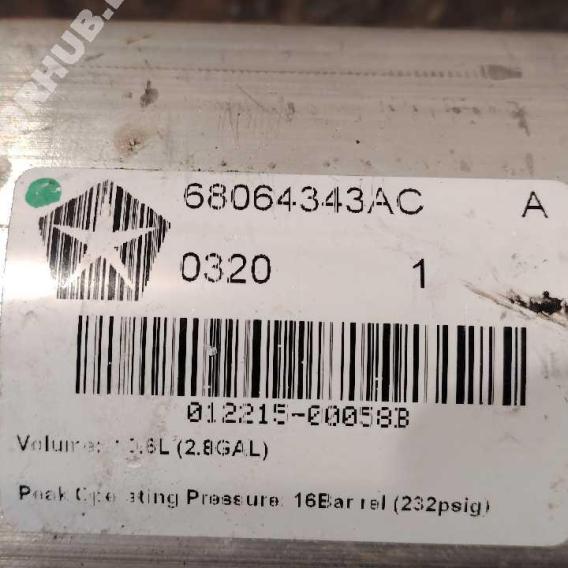 68064343AC A
0320 1
012215-00058B
Volume: 10.6L (2.8GAL)
Peak Operating Pressure: 16Bar rel (232psig)